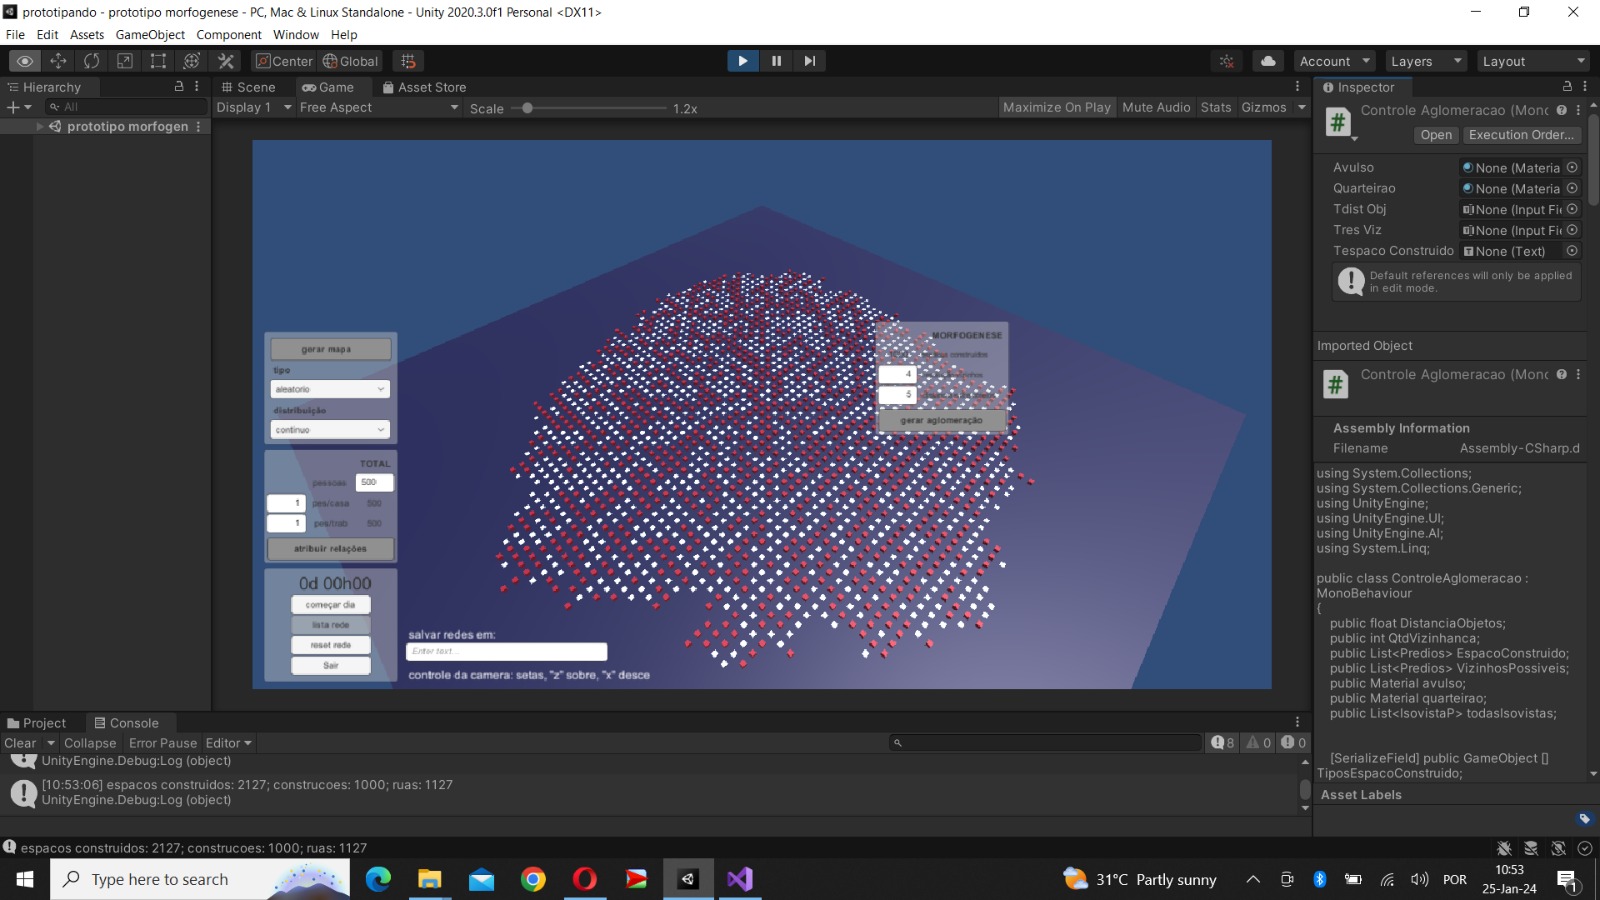 prototipando - prototipo morfogenese - PC, Mac & Linux Standalone - Unity 2020.3.0f1 Personal <DX11>
File Edit Assets GameObject Component Window Help
Center Global
Account Layers Layout
Hierarchy
All
prototipo morfogen
Scene Game Asset Store
Display 1 Free Aspect Scale 1.2x Maximize On Play Mute Audio Stats Gizmos
gerar mapa
tipo
aleatorio
distribuição
continuo
TOTAL
pessoas 500
1 pes/casa 500
1 pes/trab 500
atribuir relações
0d 00h00
começar dia
lista rede
reset rede
Sair
salvar redes em:
Enter text...
controle da camera: setas, "z" sobre, "x" desce
MORFOGENESE
construidos
4
5
gerar aglomeração
Inspector
Controle Aglomeracao (Mono
Open Execution Order...
Avulso None (Materia
Quarteirao None (Materia
Tdist Obj None (Input Fi
Tres Viz None (Input Fi
Tespaco Construido None (Text)
Default references will only be applied
in edit mode.
Imported Object
Controle Aglomeracao (Mono
Assembly Information
Filename Assembly-CSharp.d
using System.Collections;
using System.Collections.Generic;
using UnityEngine;
using UnityEngine.UI;
using UnityEngine.AI;
using System.Linq;
public class ControleAglomeracao :
MonoBehaviour
{
public float DistanciaObjetos;
public int QtdVizinhanca;
public List<Predios> EspacoConstruido;
public List<Predios> VizinhosPossiveis;
public Material avulso;
public Material quarteirao;
public List<IsovistaP> todasIsovistas;
[SerializeField] public GameObject []
TiposEspacoConstruido;
Asset Labels
Project Console
Clear Collapse Error Pause Editor 8 0 0
UnityEngine.Debug:Log (object)
[10:53:06] espacos construidos: 2127; construcoes: 1000; ruas: 1127
UnityEngine.Debug:Log (object)
espacos construidos: 2127; construcoes: 1000; ruas: 1127
Type here to search
31°C Partly sunny
POR
10:53
25-Jan-24
1